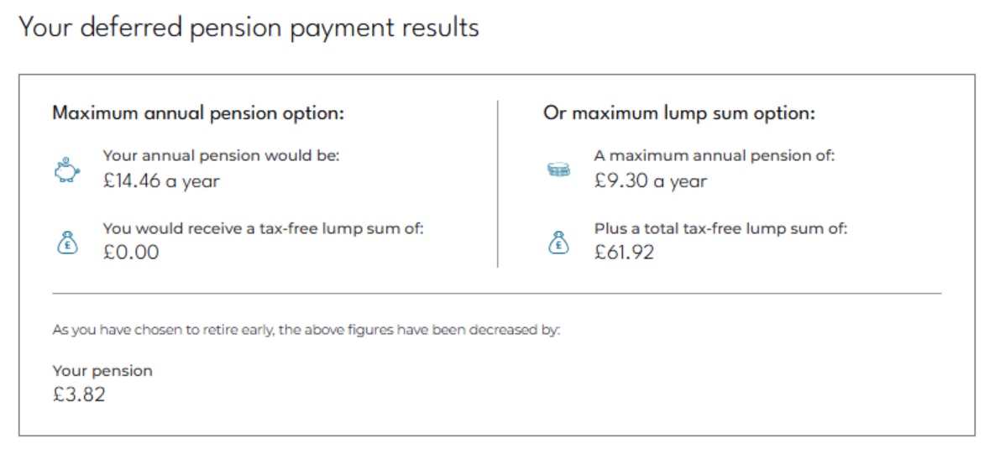 Your deferred pension payment results
Maximum annual pension option:
Your annual pension would be:
£14.46 a year
You would receive a tax-free lump sum of:
£0.00
Or maximum lump sum option:
A maximum annual pension of:
£9.30 a year
Plus a total tax-free lump sum of:
£61.92
As you have chosen to retire early, the above figures have been decreased by:
Your pension
£3.82